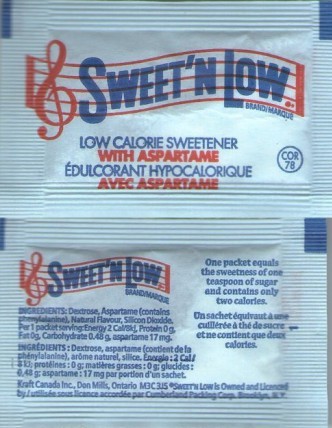 SWEET'N LOW
BRAND/MARQUE
LOW CALORIE SWEETENER
WITH ASPARTAME
ÉDULCORANT HYPOCALORIQUE
AVEC ASPARTAME
COR
78
SWEET'N LOW
BRAND/MARQUE
INGREDIENTS: Dextrose, Aspartame (contains
phenylalanine), Natural Flavour, Silicon Dioxide.
Per 1 packet serving: Energy 2 Cal/8kJ, Protein 0g,
Fat 0g, Carbohydrate 0.48 g, aspartame 17 mg.
INGRÉDIENTS: Dextrose, aspartame (contient de la
phénylalanine), arôme naturel, silice. Énergie: 2 Cal /
8 kJ; protéines: 0 g; matières grasses: 0 g; glucides:
0.48 g; aspartame: 17 mg par portion d'un sachet.
Kraft Canada Inc., Don Mills, Ontario M3C 3J5 ®SWEET'N LOW is Owned and Licenced
by / utilisée sous licence accordée par Cumberland Packing Corp. Brooklyn, N.Y.
One packet equals
the sweetness of one
teaspoon of sugar
and contains only
two calories.
Un sachet équivaut à une
cuillérée à thé de sucre
et ne contient que deux
calories.
1